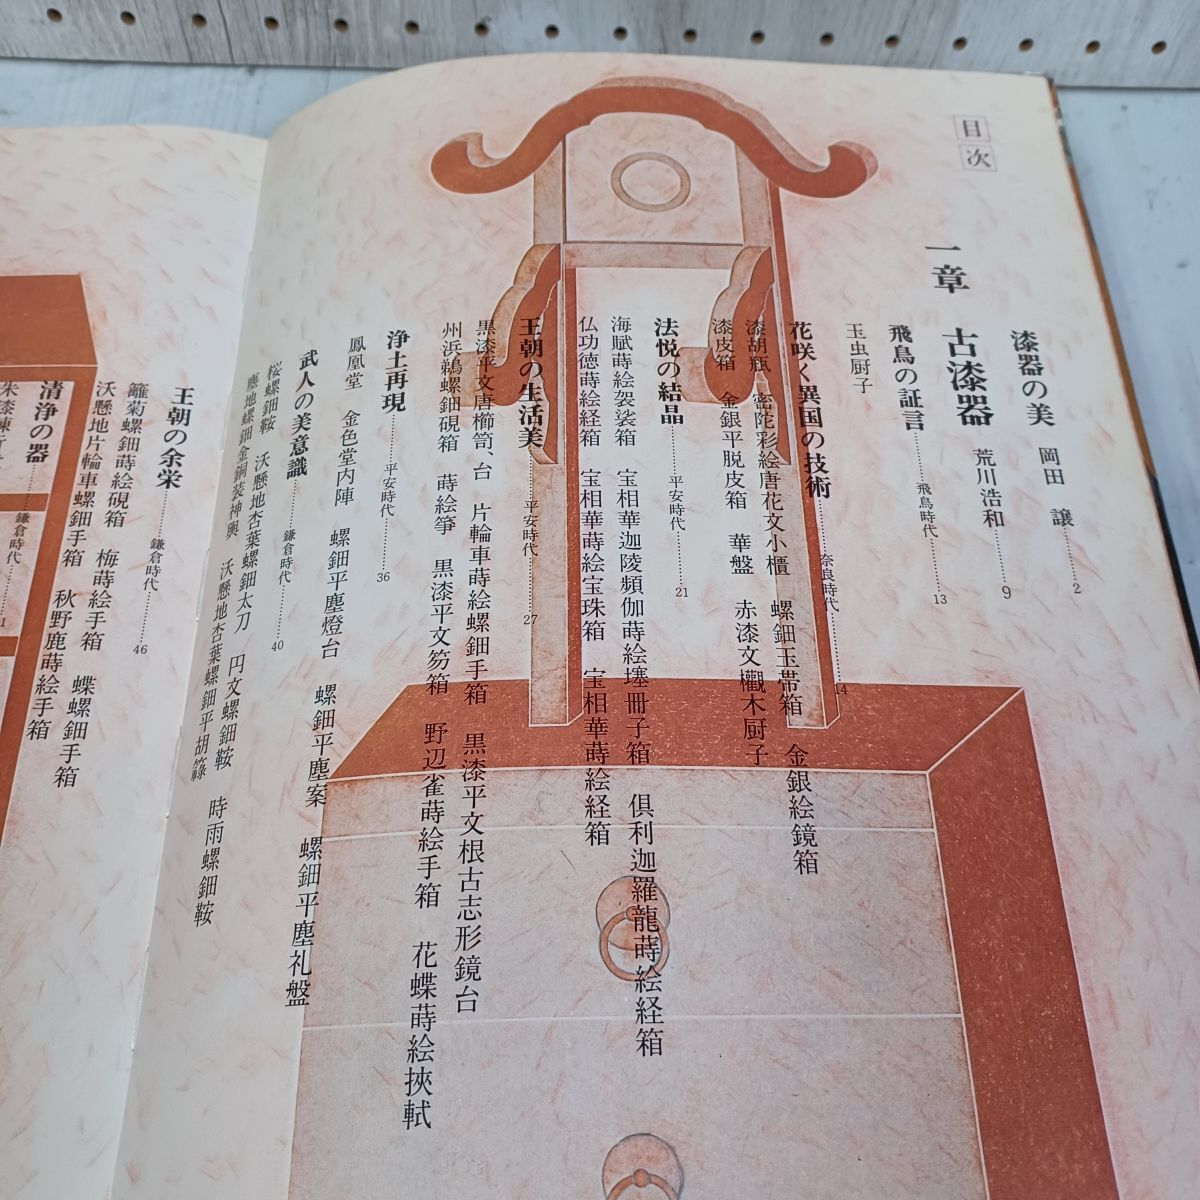 目次
漆器の美 岡田 譲………2
一章 古漆器 荒川浩和………9
飛鳥の証言………飛鳥時代………13
玉虫厨子
花咲く異国の技術………奈良時代………14
漆胡瓶 密陀彩絵唐花文小櫃 螺鈿玉帯箱 金銀絵鏡箱
漆皮箱 金銀平脱皮箱 華盤 赤漆文欟木厨子
法悦の結晶………平安時代………21
海賦蒔絵袈裟箱 宝相華迦陵頻伽蒔絵𡑮冊子箱 倶利迦羅龍蒔絵経箱
仏功徳蒔絵経箱 宝相華蒔絵宝珠箱 宝相華蒔絵経箱
王朝の生活美………平安時代………27
黒漆平文唐櫛笥、台 片輪車蒔絵螺鈿手箱 黒漆平文根古志形鏡台
州浜鵜螺鈿硯箱 蒔絵箏 黒漆平文笏箱 野辺雀蒔絵手箱 花蝶蒔絵挾軾
浄土再現………平安時代………36
鳳凰堂 金色堂内陣 螺鈿平塵燈台 螺鈿平塵案 螺鈿平塵礼盤
武人の美意識………鎌倉時代………40
桜螺鈿鞍 沃懸地杏葉螺鈿太刀 円文螺鈿鞍 時雨螺鈿鞍
塵地螺鈿金銅装神輿 沃懸地杏葉螺鈿平胡籙
王朝の余栄………鎌倉時代………46
籬菊螺鈿蒔絵硯箱 梅蒔絵手箱 蝶螺鈿手箱
沃懸地片輪車螺鈿手箱 秋野鹿蒔絵手箱
清浄の器………鎌倉時代………
朱漆練行